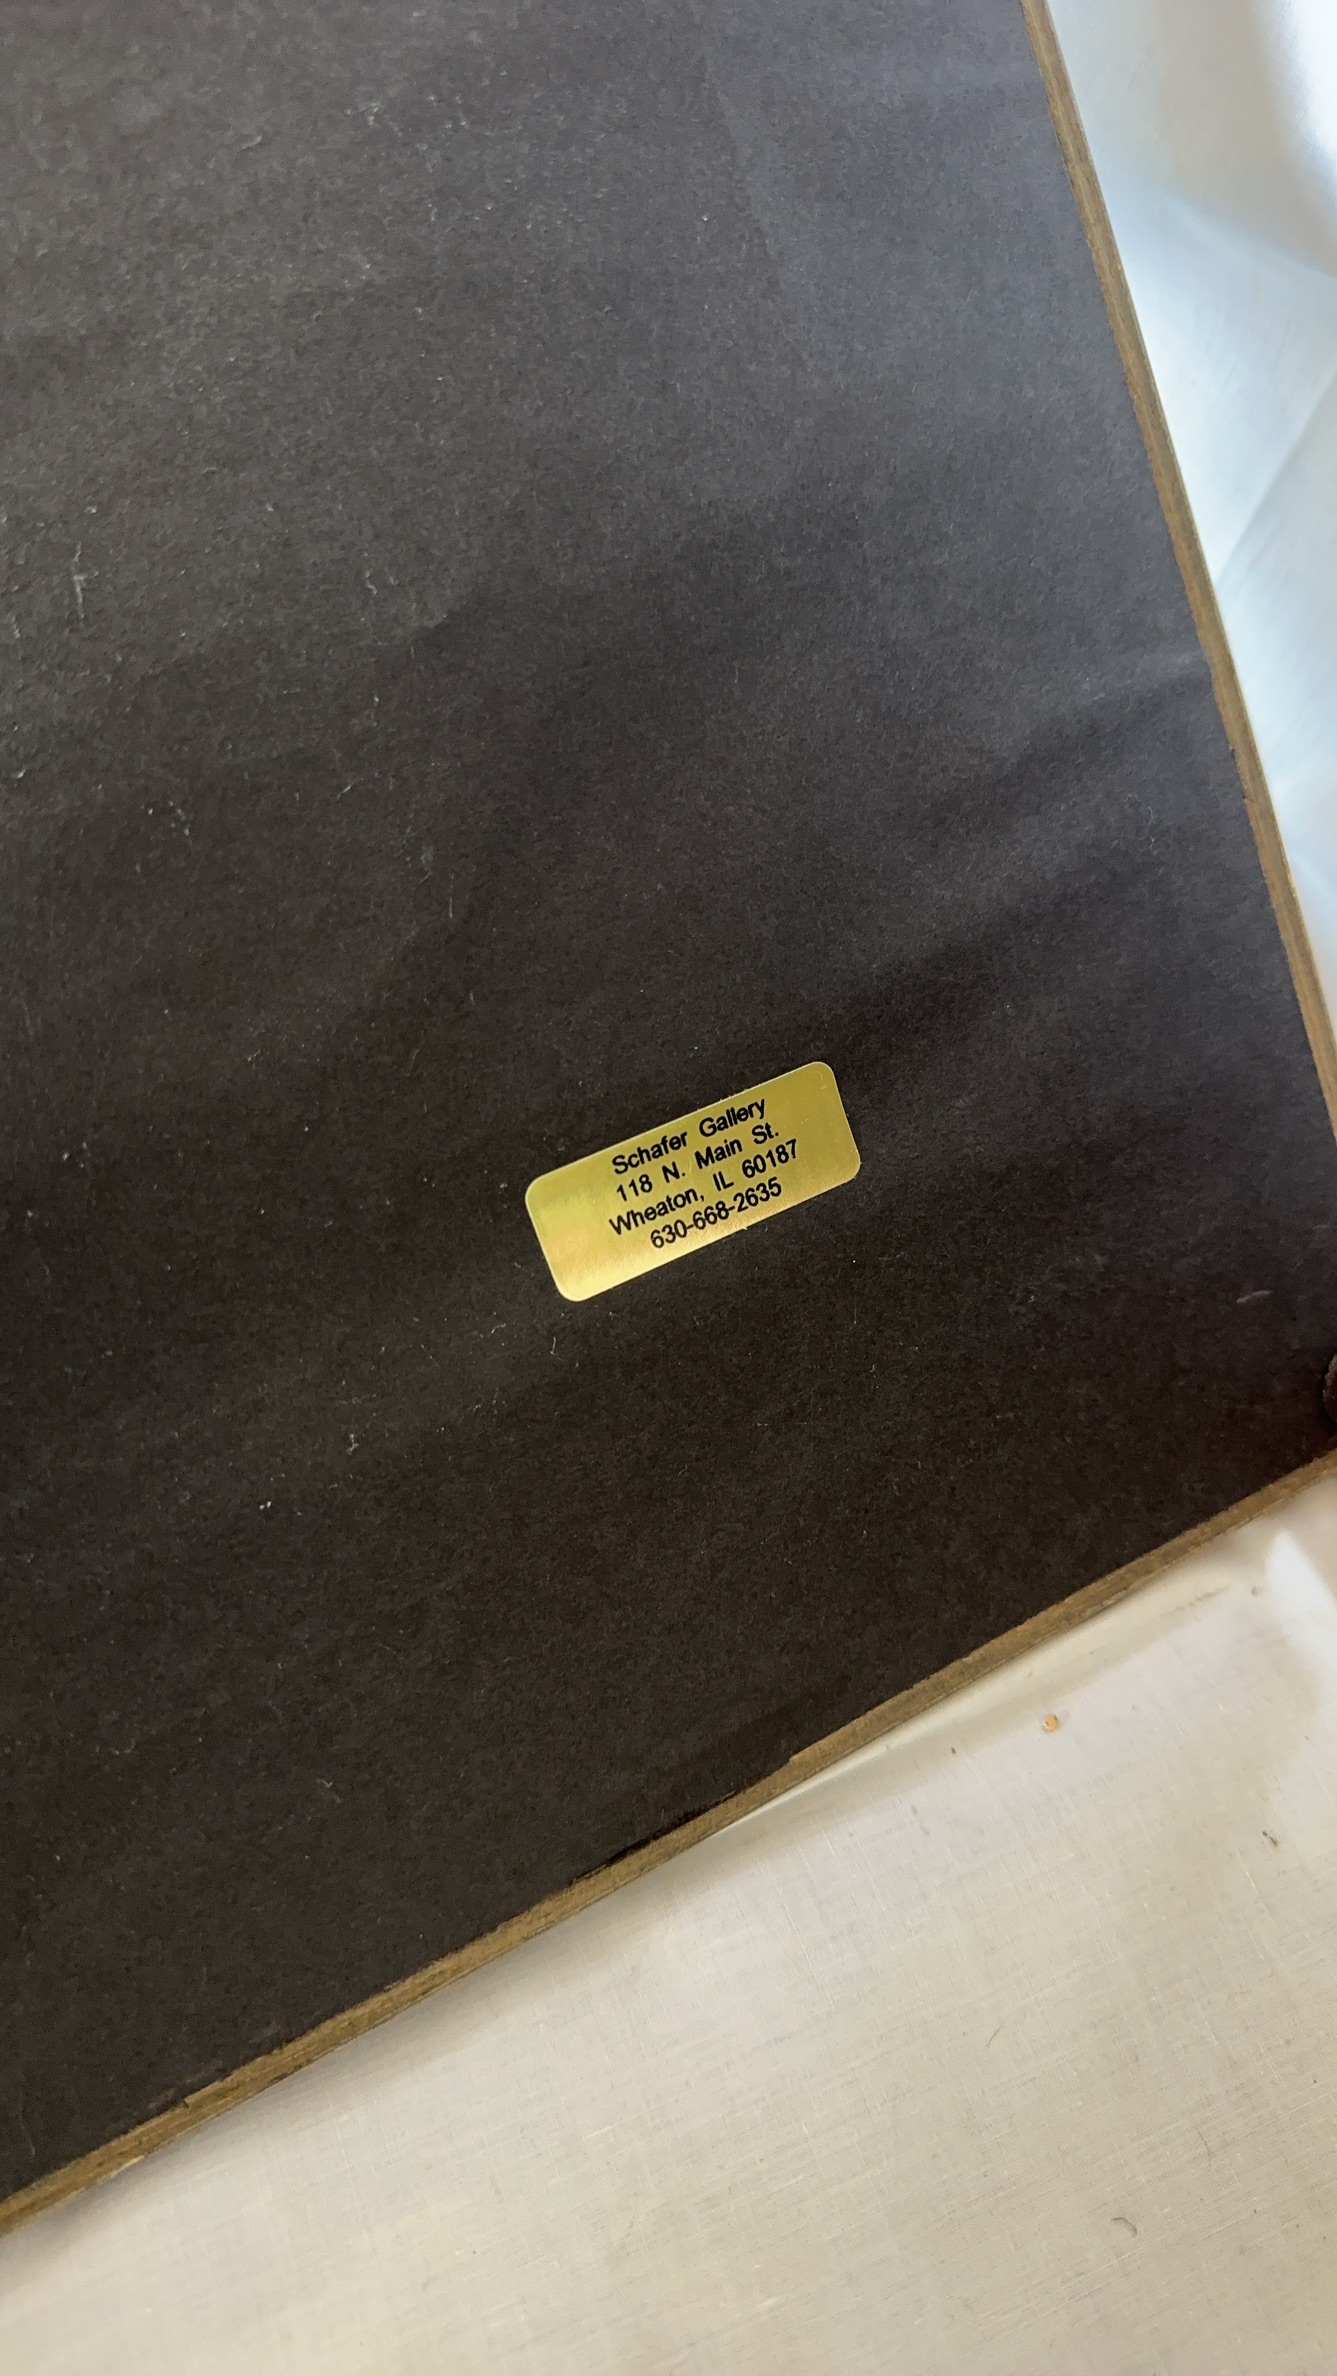 Schafer Gallery
118 N. Main St.
Wheaton, IL 60187
630-668-2635